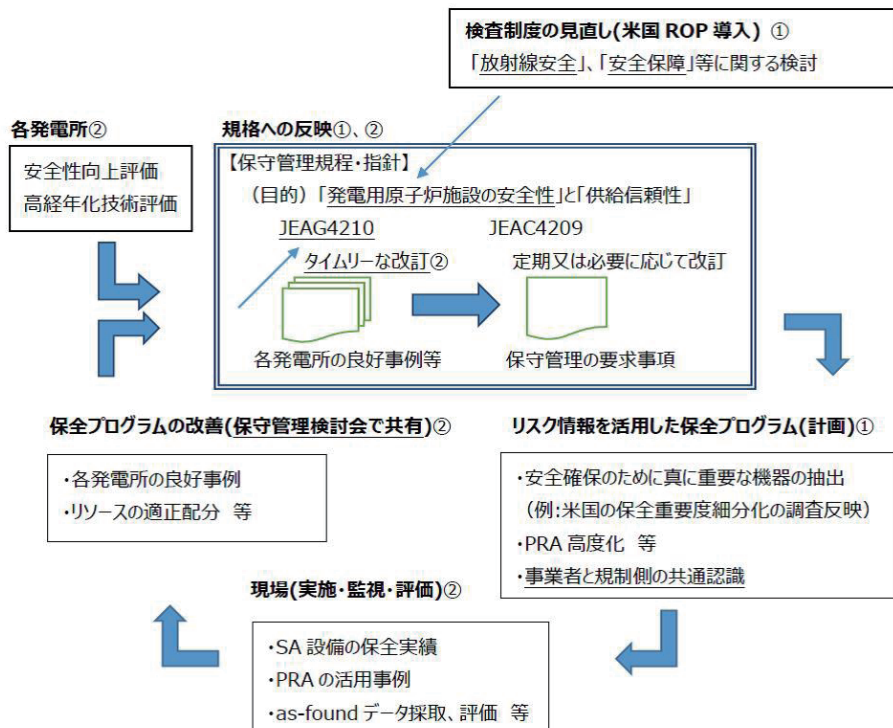 検査制度の見直し(米国 ROP 導入) ①
「放射線安全」、「安全保障」等に関する検討
各発電所②
安全性向上評価
高経年化技術評価
規格への反映①、②
【保守管理規程・指針】
(目的)「発電用原子炉施設の安全性」と「供給信頼性」
JEAG4210 JEAC4209
タイムリーな改訂② 定期又は必要に応じて改訂
各発電所の良好事例等 保守管理の要求事項
保全プログラムの改善(保守管理検討会で共有)②
・各発電所の良好事例
・リソースの適正配分 等
リスク情報を活用した保全プログラム(計画)①
・安全確保のために真に重要な機器の抽出
(例:米国の保全重要度細分化の調査反映)
・PRA 高度化 等
・事業者と規制側の共通認識
現場(実施・監視・評価)②
・SA 設備の保全実績
・PRA の活用事例
・as-found データ採取、評価 等